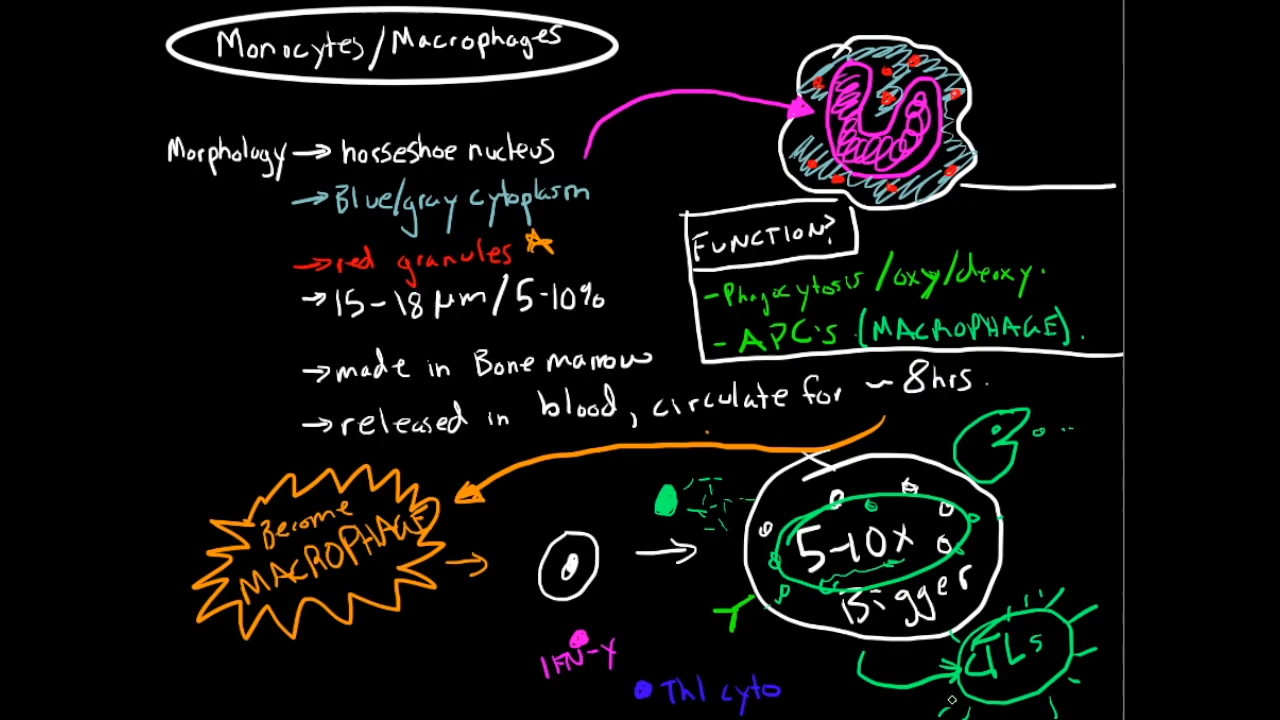 Monocytes/Macrophages
Morphology → horseshoe nucleus
→ Blue/gray cytoplasm
→ red granules
→ 15-18 μm/5-10%
→ made in Bone marrow
→ released in blood, circulate for ~8hrs.
FUNCTION?
- Phagocytosis/oxy/deoxy.
- APC's (MACROPHAGE).
Become
MACROPHAGE
5-10x
Bigger
IFN-γ
Th1 cyto